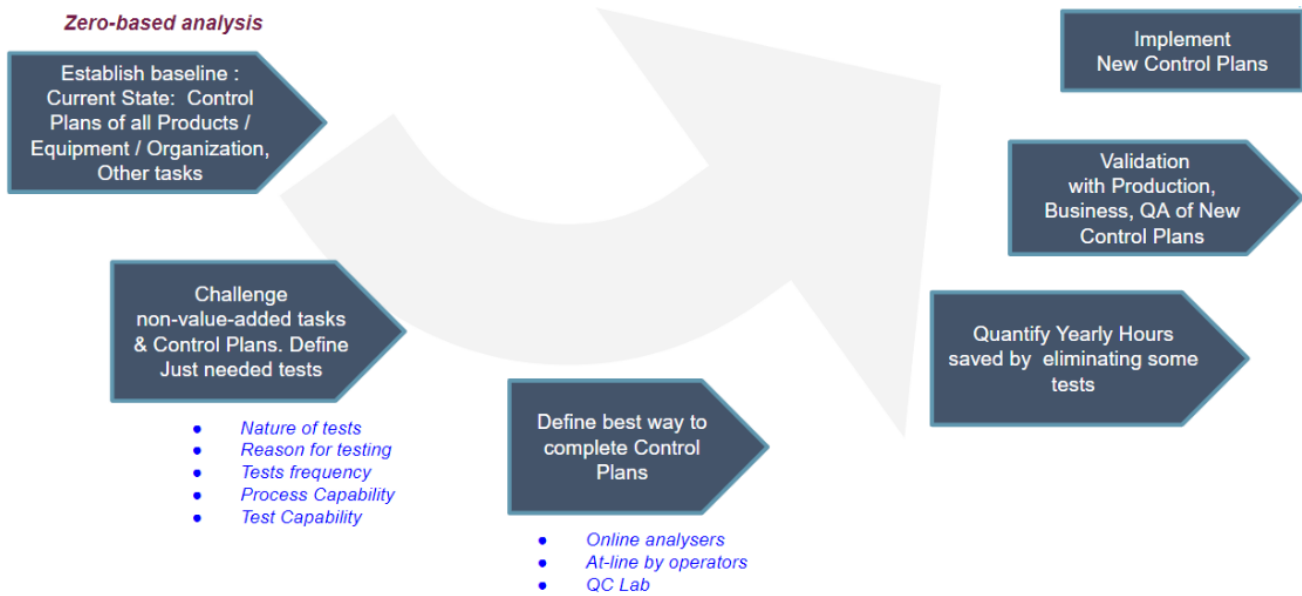 Zero-based analysis
Establish baseline :
Current State: Control
Plans of all Products /
Equipment / Organization,
Other tasks
Challenge
non-value-added tasks
& Control Plans. Define
Just needed tests
● Nature of tests
● Reason for testing
● Tests frequency
● Process Capability
● Test Capability
Define best way to
complete Control
Plans
● Online analysers
● At-line by operators
● QC Lab
Quantify Yearly Hours
saved by eliminating some
tests
Validation
with Production,
Business, QA of New
Control Plans
Implement
New Control Plans